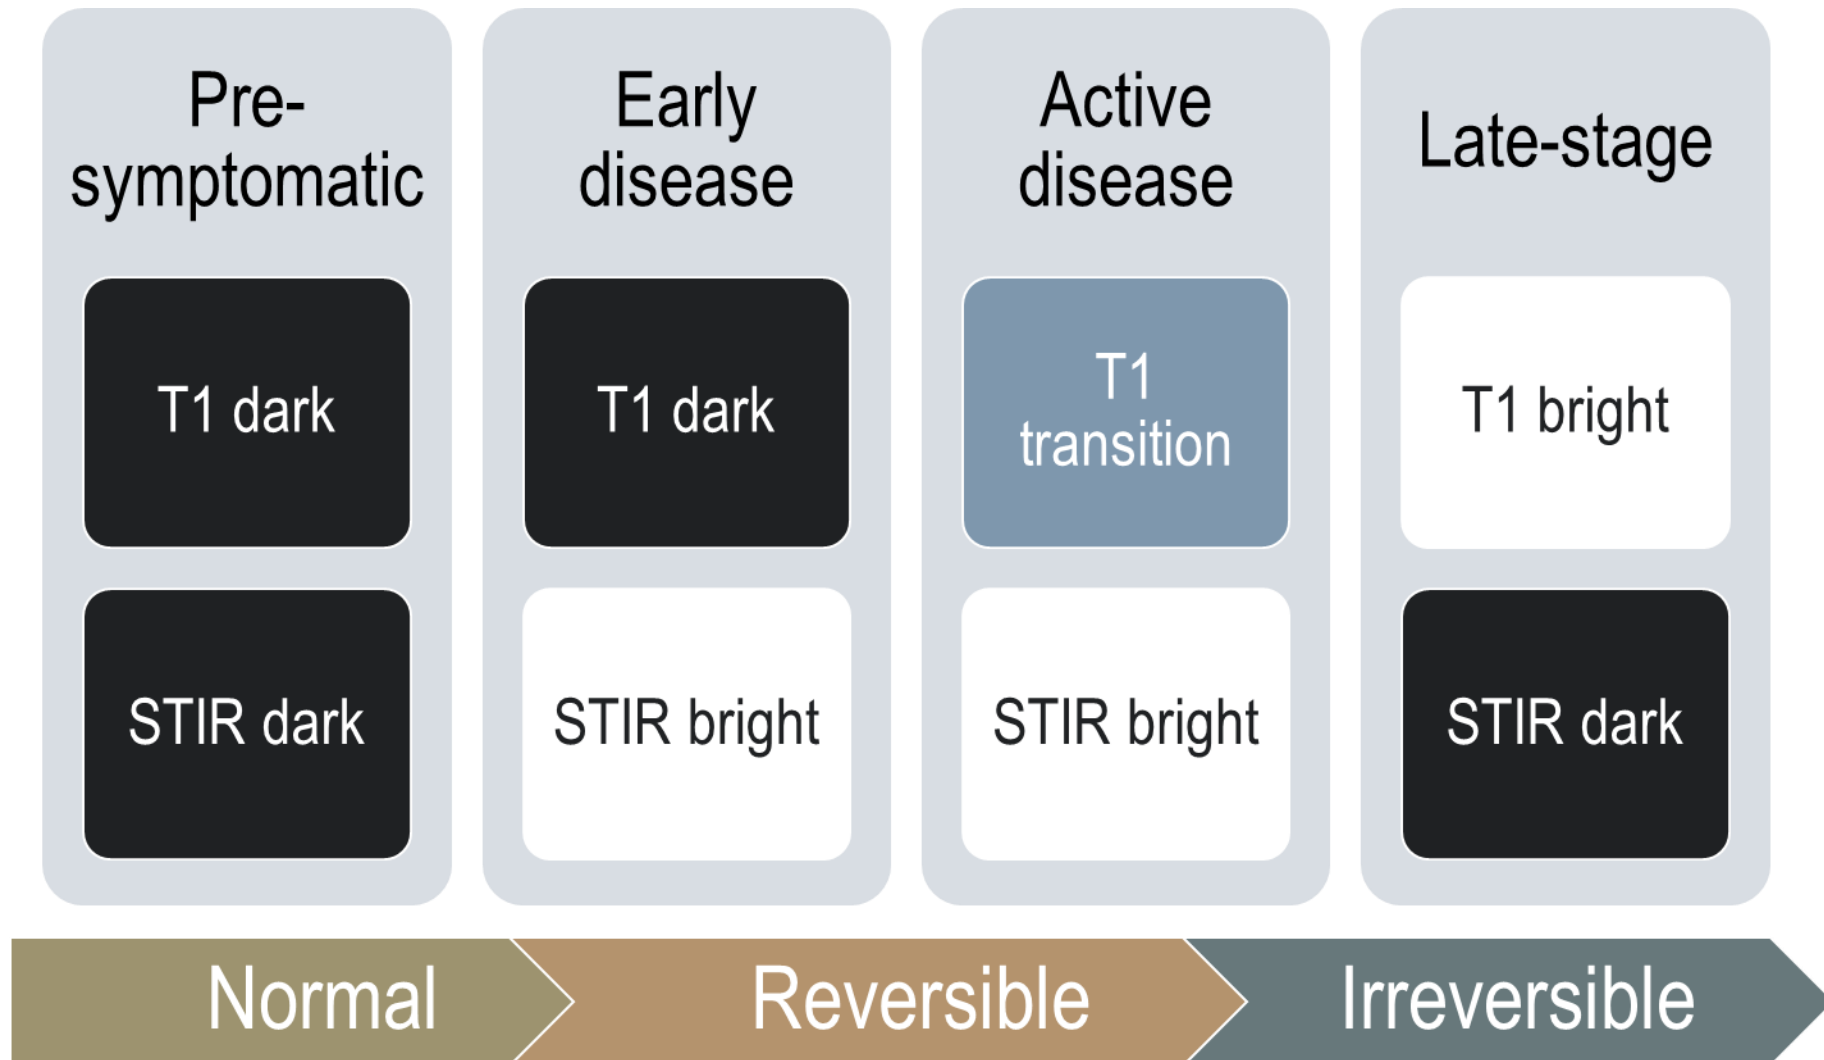 Pre-
symptomatic
T1 dark
STIR dark
Early
disease
T1 dark
STIR bright
Active
disease
T1
transition
STIR bright
Late-stage
T1 bright
STIR dark
Normal
Reversible
Irreversible